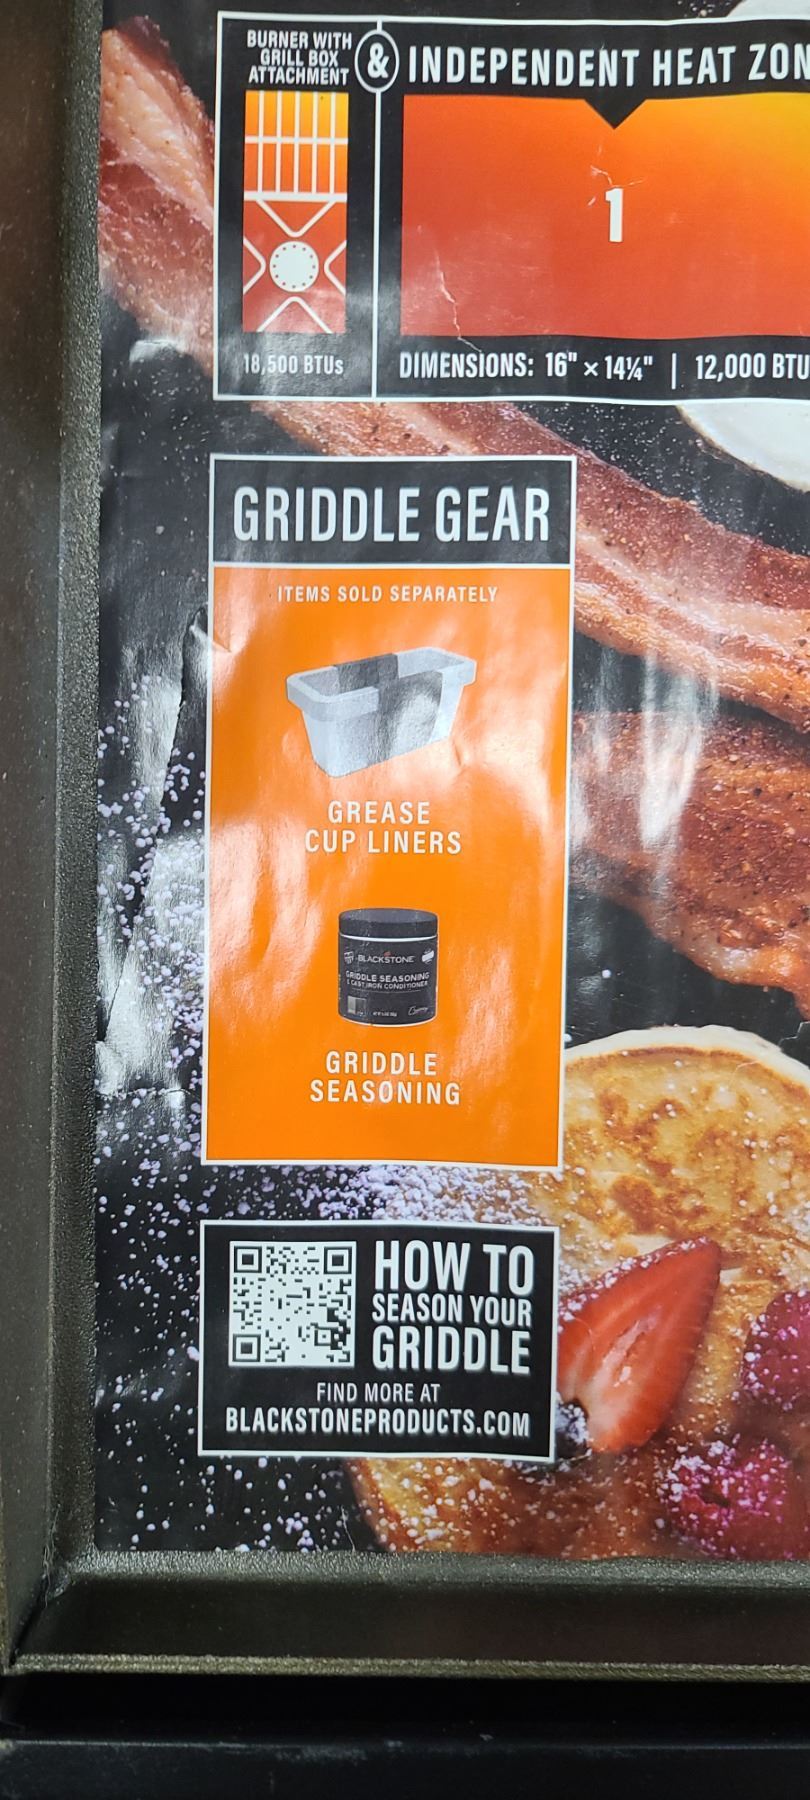 BURNER WITH
GRILL BOX
ATTACHMENT
&
INDEPENDENT HEAT ZON
1
18,500 BTUs
DIMENSIONS: 16" × 14¼" | 12,000 BTU
GRIDDLE GEAR
ITEMS SOLD SEPARATELY
GREASE
CUP LINERS
BLACKSTONE
GRIDDLE SEASONING
& CAST IRON CONDITIONER
GRIDDLE
SEASONING
HOW TO
SEASON YOUR
GRIDDLE
FIND MORE AT
BLACKSTONEPRODUCTS.COM